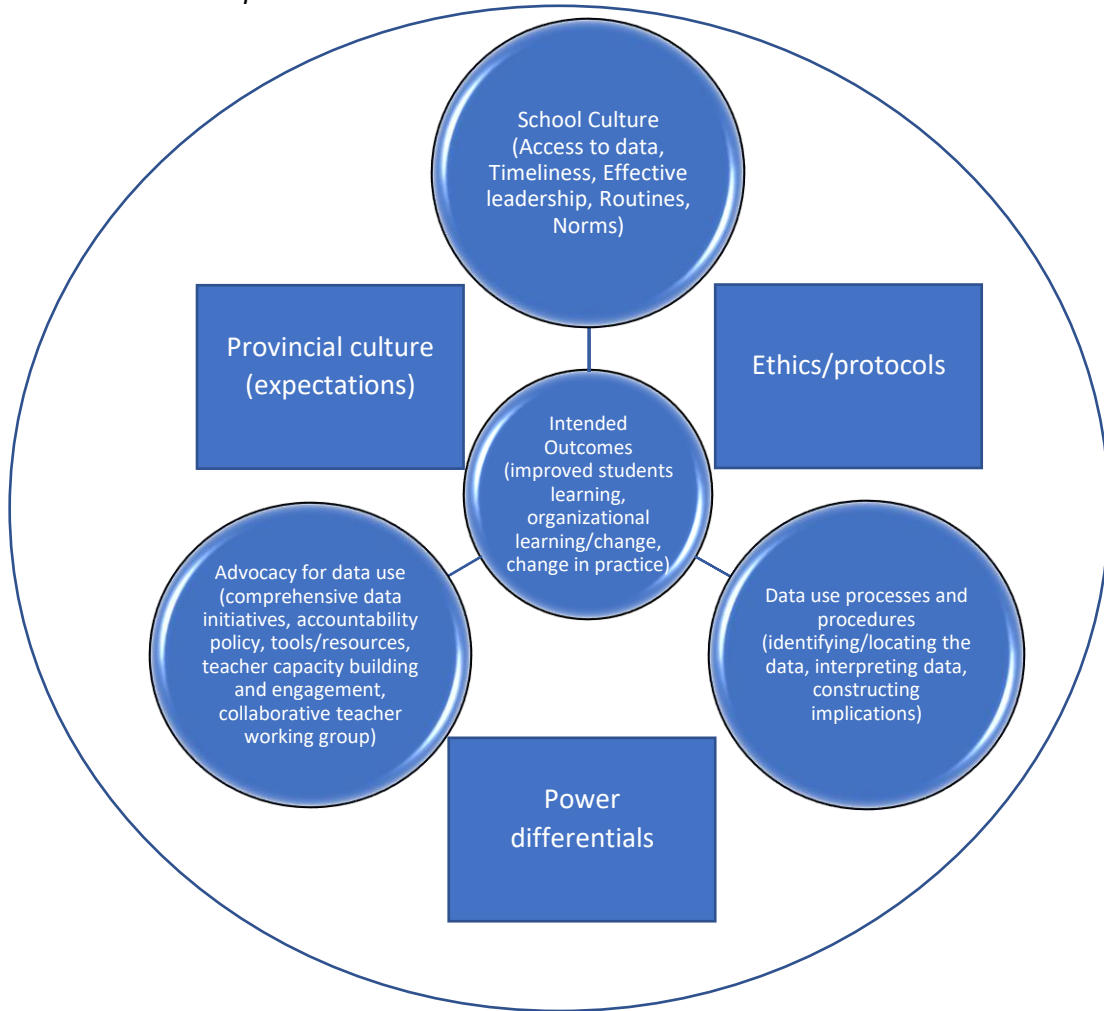 School Culture
(Access to data,
Timeliness, Effective
leadership, Routines,
Norms)
Provincial culture
(expectations)
Ethics/protocols
Intended
Outcomes
(improved students
learning,
organizational
learning/change,
change in practice)
Advocacy for data use
(comprehensive data
initiatives, accountability
policy, tools/resources,
teacher capacity building
and engagement,
collaborative teacher
working group)
Data use processes and
procedures
(identifying/locating the
data, interpreting data,
constructing
implications)
Power
differentials